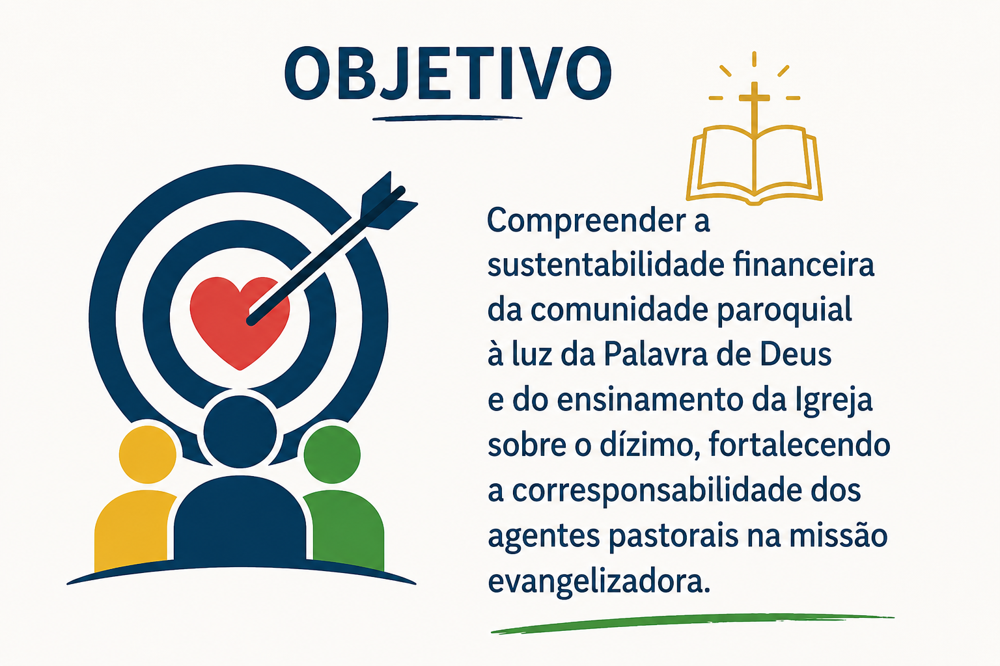 OBJETIVO
Compreender a
sustentabilidade financeira
da comunidade paroquial
à luz da Palavra de Deus
e do ensinamento da Igreja
sobre o dízimo, fortalecendo
a corresponsabilidade dos
agentes pastorais na missão
evangelizadora.